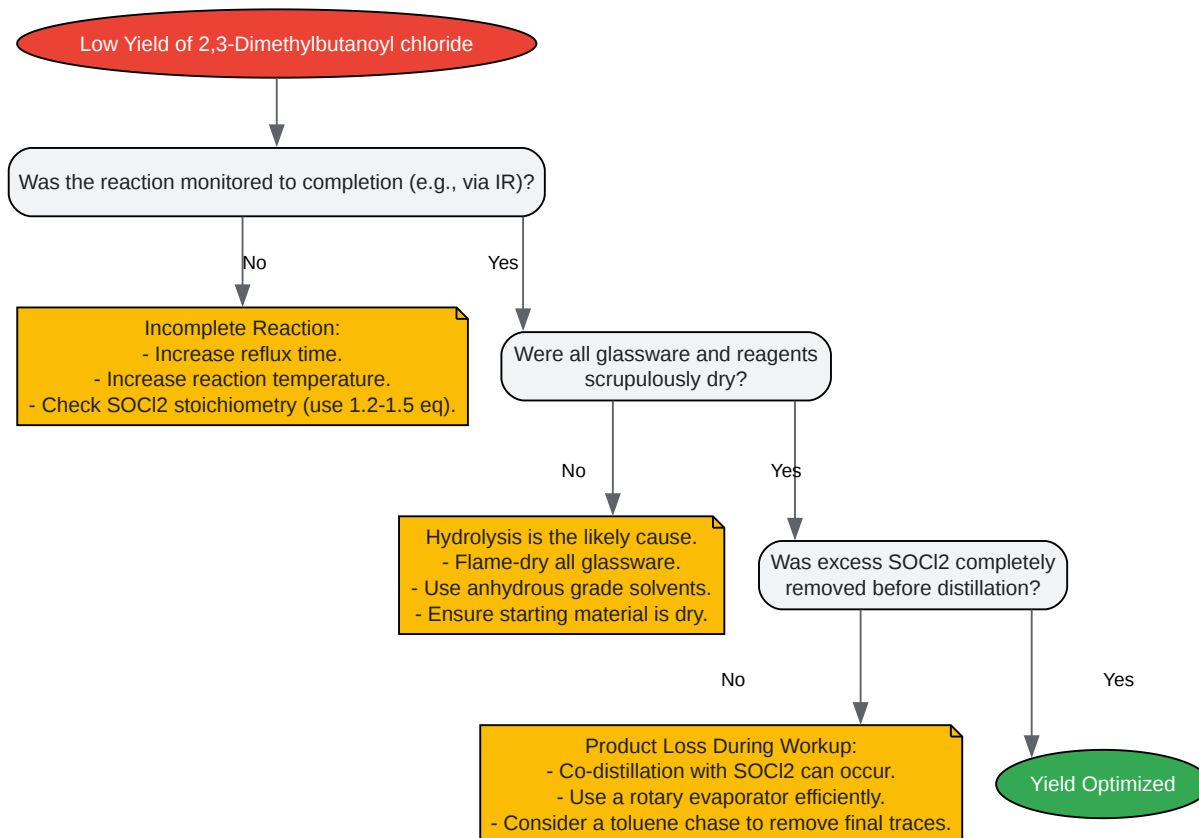 Low Yield of 2,3-Dimethylbutanoyl chloride
Was the reaction monitored to completion (e.g., via IR)?
No
Yes
Incomplete Reaction:
- Increase reflux time.
- Increase reaction temperature.
- Check SOCl2 stoichiometry (use 1.2-1.5 eq).
Were all glassware and reagents
scrupulously dry?
No
Yes
Hydrolysis is the likely cause.
- Flame-dry all glassware.
- Use anhydrous grade solvents.
- Ensure starting material is dry.
Was excess SOCl2 completely
removed before distillation?
No
Yes
Product Loss During Workup:
- Co-distillation with SOCl2 can occur.
- Use a rotary evaporator efficiently.
- Consider a toluene chase to remove final traces.
Yield Optimized